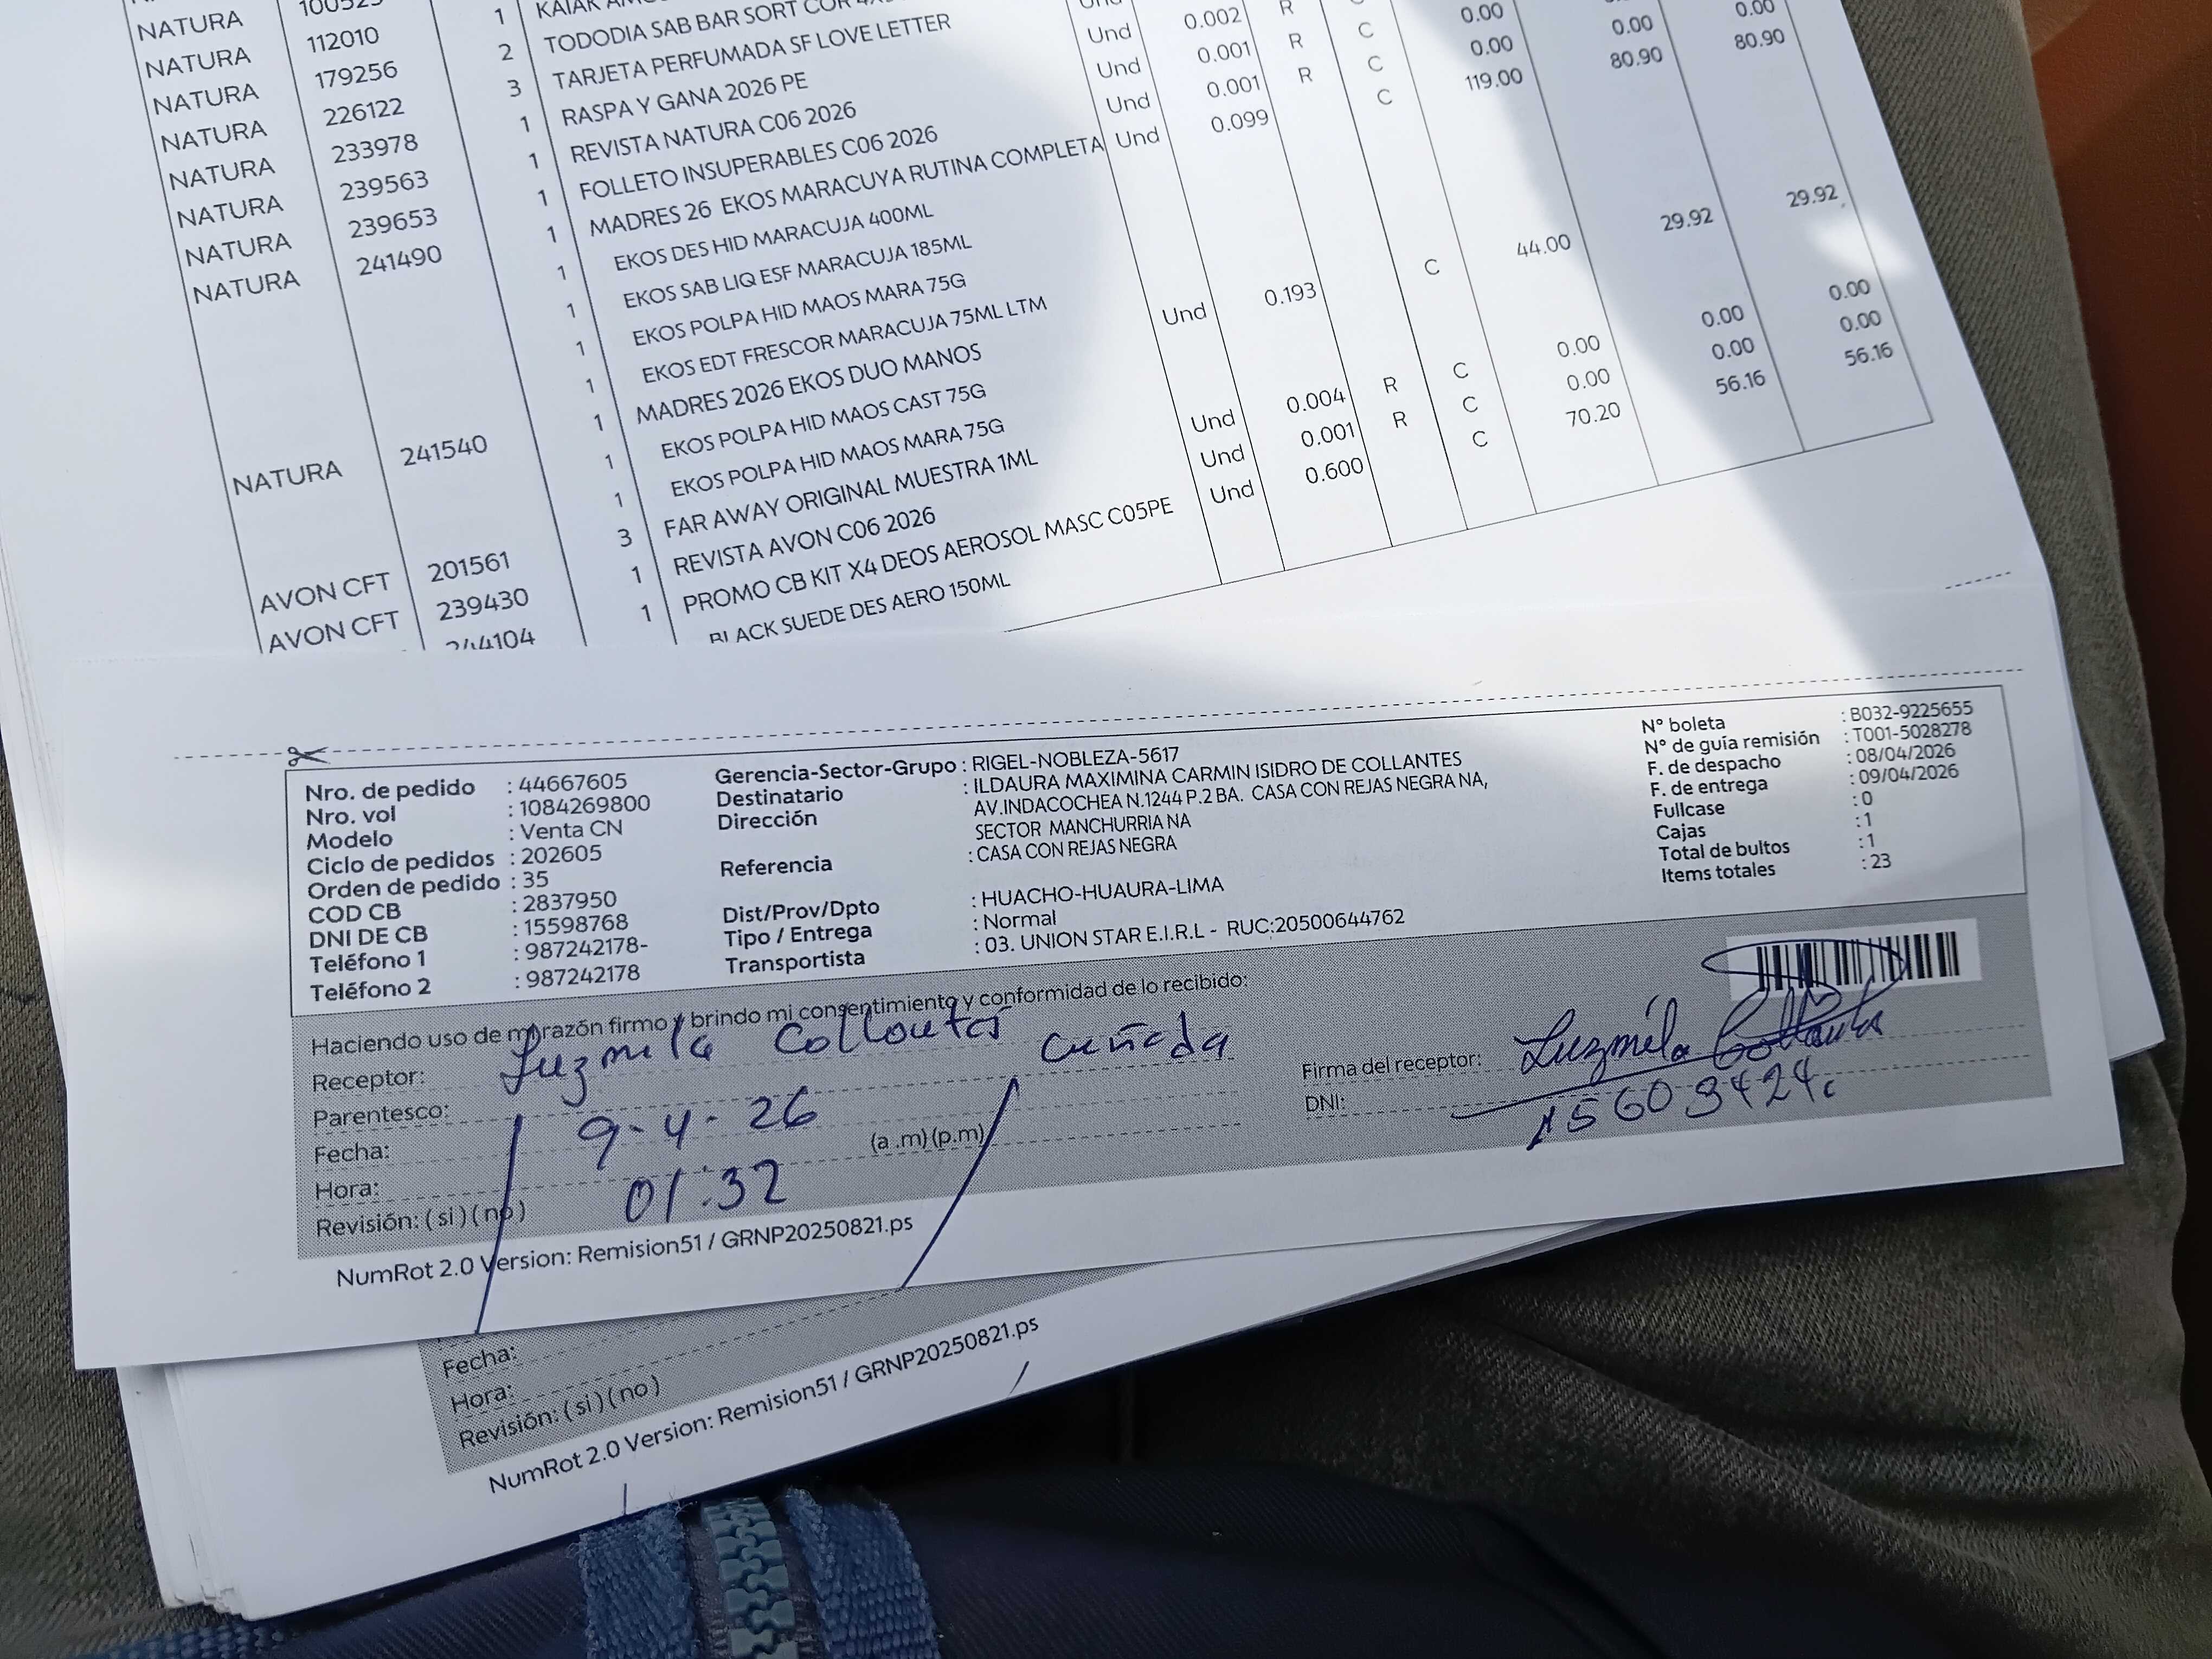 NATURA 112010 1 KAIAK
NATURA 179256 2 TODODIA SAB BAR SORT Und 0.002 R C 0.00 0.00 0.00
NATURA 226122 3 TARJETA PERFUMADA SF LOVE LETTER Und 0.001 R C 0.00 80.90 80.90
NATURA 233978 1 RASPA Y GANA 2026 PE Und 0.001 R C 119.00
NATURA 239563 1 REVISTA NATURA C06 2026 Und 0.099
NATURA 239653 1 FOLLETO INSUPERABLES C06 2026
NATURA 241490 1 MADRES 26 EKOS MARACUYA RUTINA COMPLETA
1 EKOS DES HID MARACUJA 400ML
1 EKOS SAB LIQ ESF MARACUJA 185ML
1 EKOS POLPA HID MAOS MARA 75G
1 EKOS EDT FRESCOR MARACUJA 75ML LTM
NATURA 241540 1 MADRES 2026 EKOS DUO MANOS Und 0.193 C 44.00 29.92 29.92
1 EKOS POLPA HID MAOS CAST 75G
1 EKOS POLPA HID MAOS MARA 75G
AVON CFT 201561 3 FAR AWAY ORIGINAL MUESTRA 1ML Und 0.004 R C 0.00 0.00 0.00
AVON CFT 239430 1 REVISTA AVON C06 2026 Und 0.001 R C 0.00 0.00 0.00
244104 1 PROMO CB KIT X4 DEOS AEROSOL MASC C05PE Und 0.600 C 70.20 56.16 56.16
BLACK SUEDE DES AERO 150ML
Nro. de pedido : 44667605
Nro. vol : 1084269800
Modelo : Venta CN
Ciclo de pedidos : 202605
Orden de pedido : 35
COD CB : 2837950
DNI DE CB : 15598768
Teléfono 1 : 987242178-
Teléfono 2 : 987242178
Gerencia-Sector-Grupo : RIGEL-NOBLEZA-5617
Destinatario : ILDAURA MAXIMINA CARMIN ISIDRO DE COLLANTES
Dirección AV.INDACOCHEA N.1244 P.2 BA. CASA CON REJAS NEGRA NA,
SECTOR MANCHURRIA NA
Referencia : CASA CON REJAS NEGRA
Dist/Prov/Dpto : HUACHO-HUAURA-LIMA
Tipo / Entrega : Normal
Transportista : 03. UNION STAR E.I.R.L - RUC:20500644762
N° boleta : B032-9225655
N° de guía remisión : T001-5028278
F. de despacho : 08/04/2026
F. de entrega : 09/04/2026
Fullcase : 0
Cajas : 1
Total de bultos : 1
Items totales : 23
Haciendo uso de mi razón firmo y brindo mi consentimiento y conformidad de lo recibido:
Receptor: Luzmila Collantes
Parentesco: cuñada
Fecha: 9-4-26
Hora: 01:32 (a .m) (p.m)
Revisión: ( si ) ( no )
Firma del receptor: Luzmila Collantes
DNI: 15603424
NumRot 2.0 Version: Remision51 / GRNP20250821.ps
Fecha:
Hora:
Revisión: ( si ) ( no )
NumRot 2.0 Version: Remision51 / GRNP20250821.ps